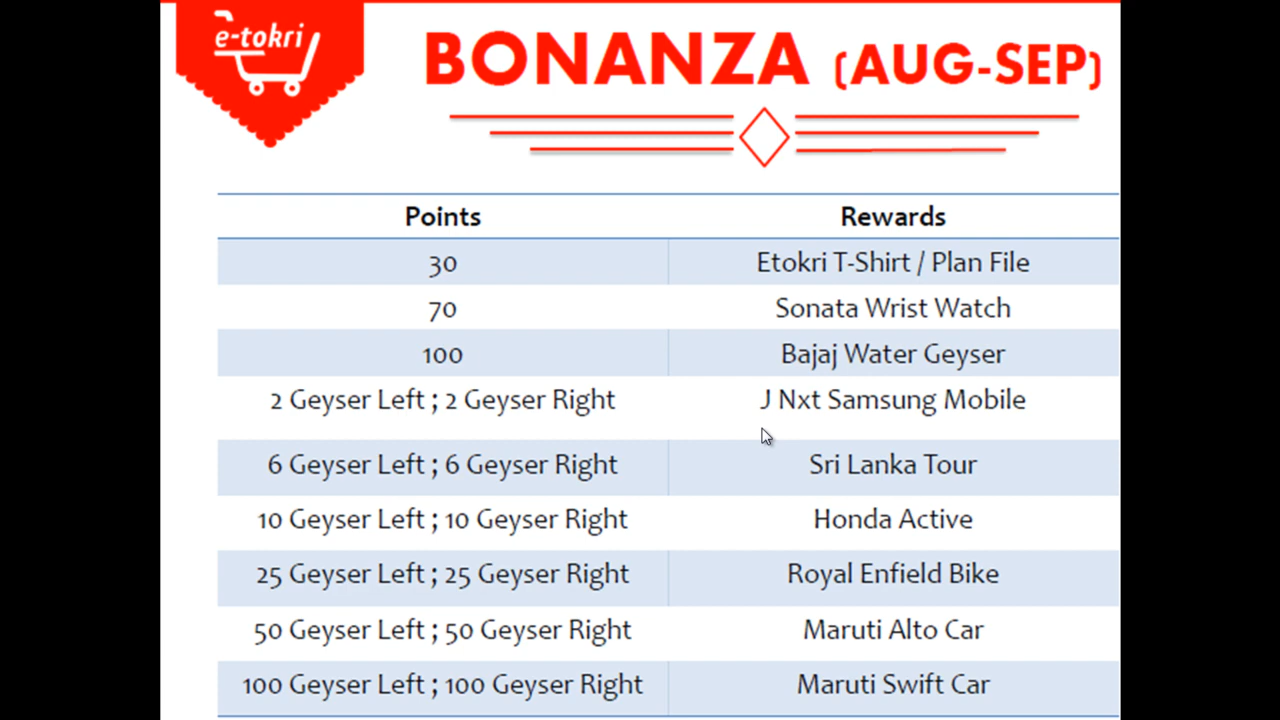 e-tokri
BONANZA (AUG-SEP)
Points Rewards
30 Etokri T-Shirt / Plan File
70 Sonata Wrist Watch
100 Bajaj Water Geyser
2 Geyser Left ; 2 Geyser Right J Nxt Samsung Mobile
6 Geyser Left ; 6 Geyser Right Sri Lanka Tour
10 Geyser Left ; 10 Geyser Right Honda Active
25 Geyser Left ; 25 Geyser Right Royal Enfield Bike
50 Geyser Left ; 50 Geyser Right Maruti Alto Car
100 Geyser Left ; 100 Geyser Right Maruti Swift Car